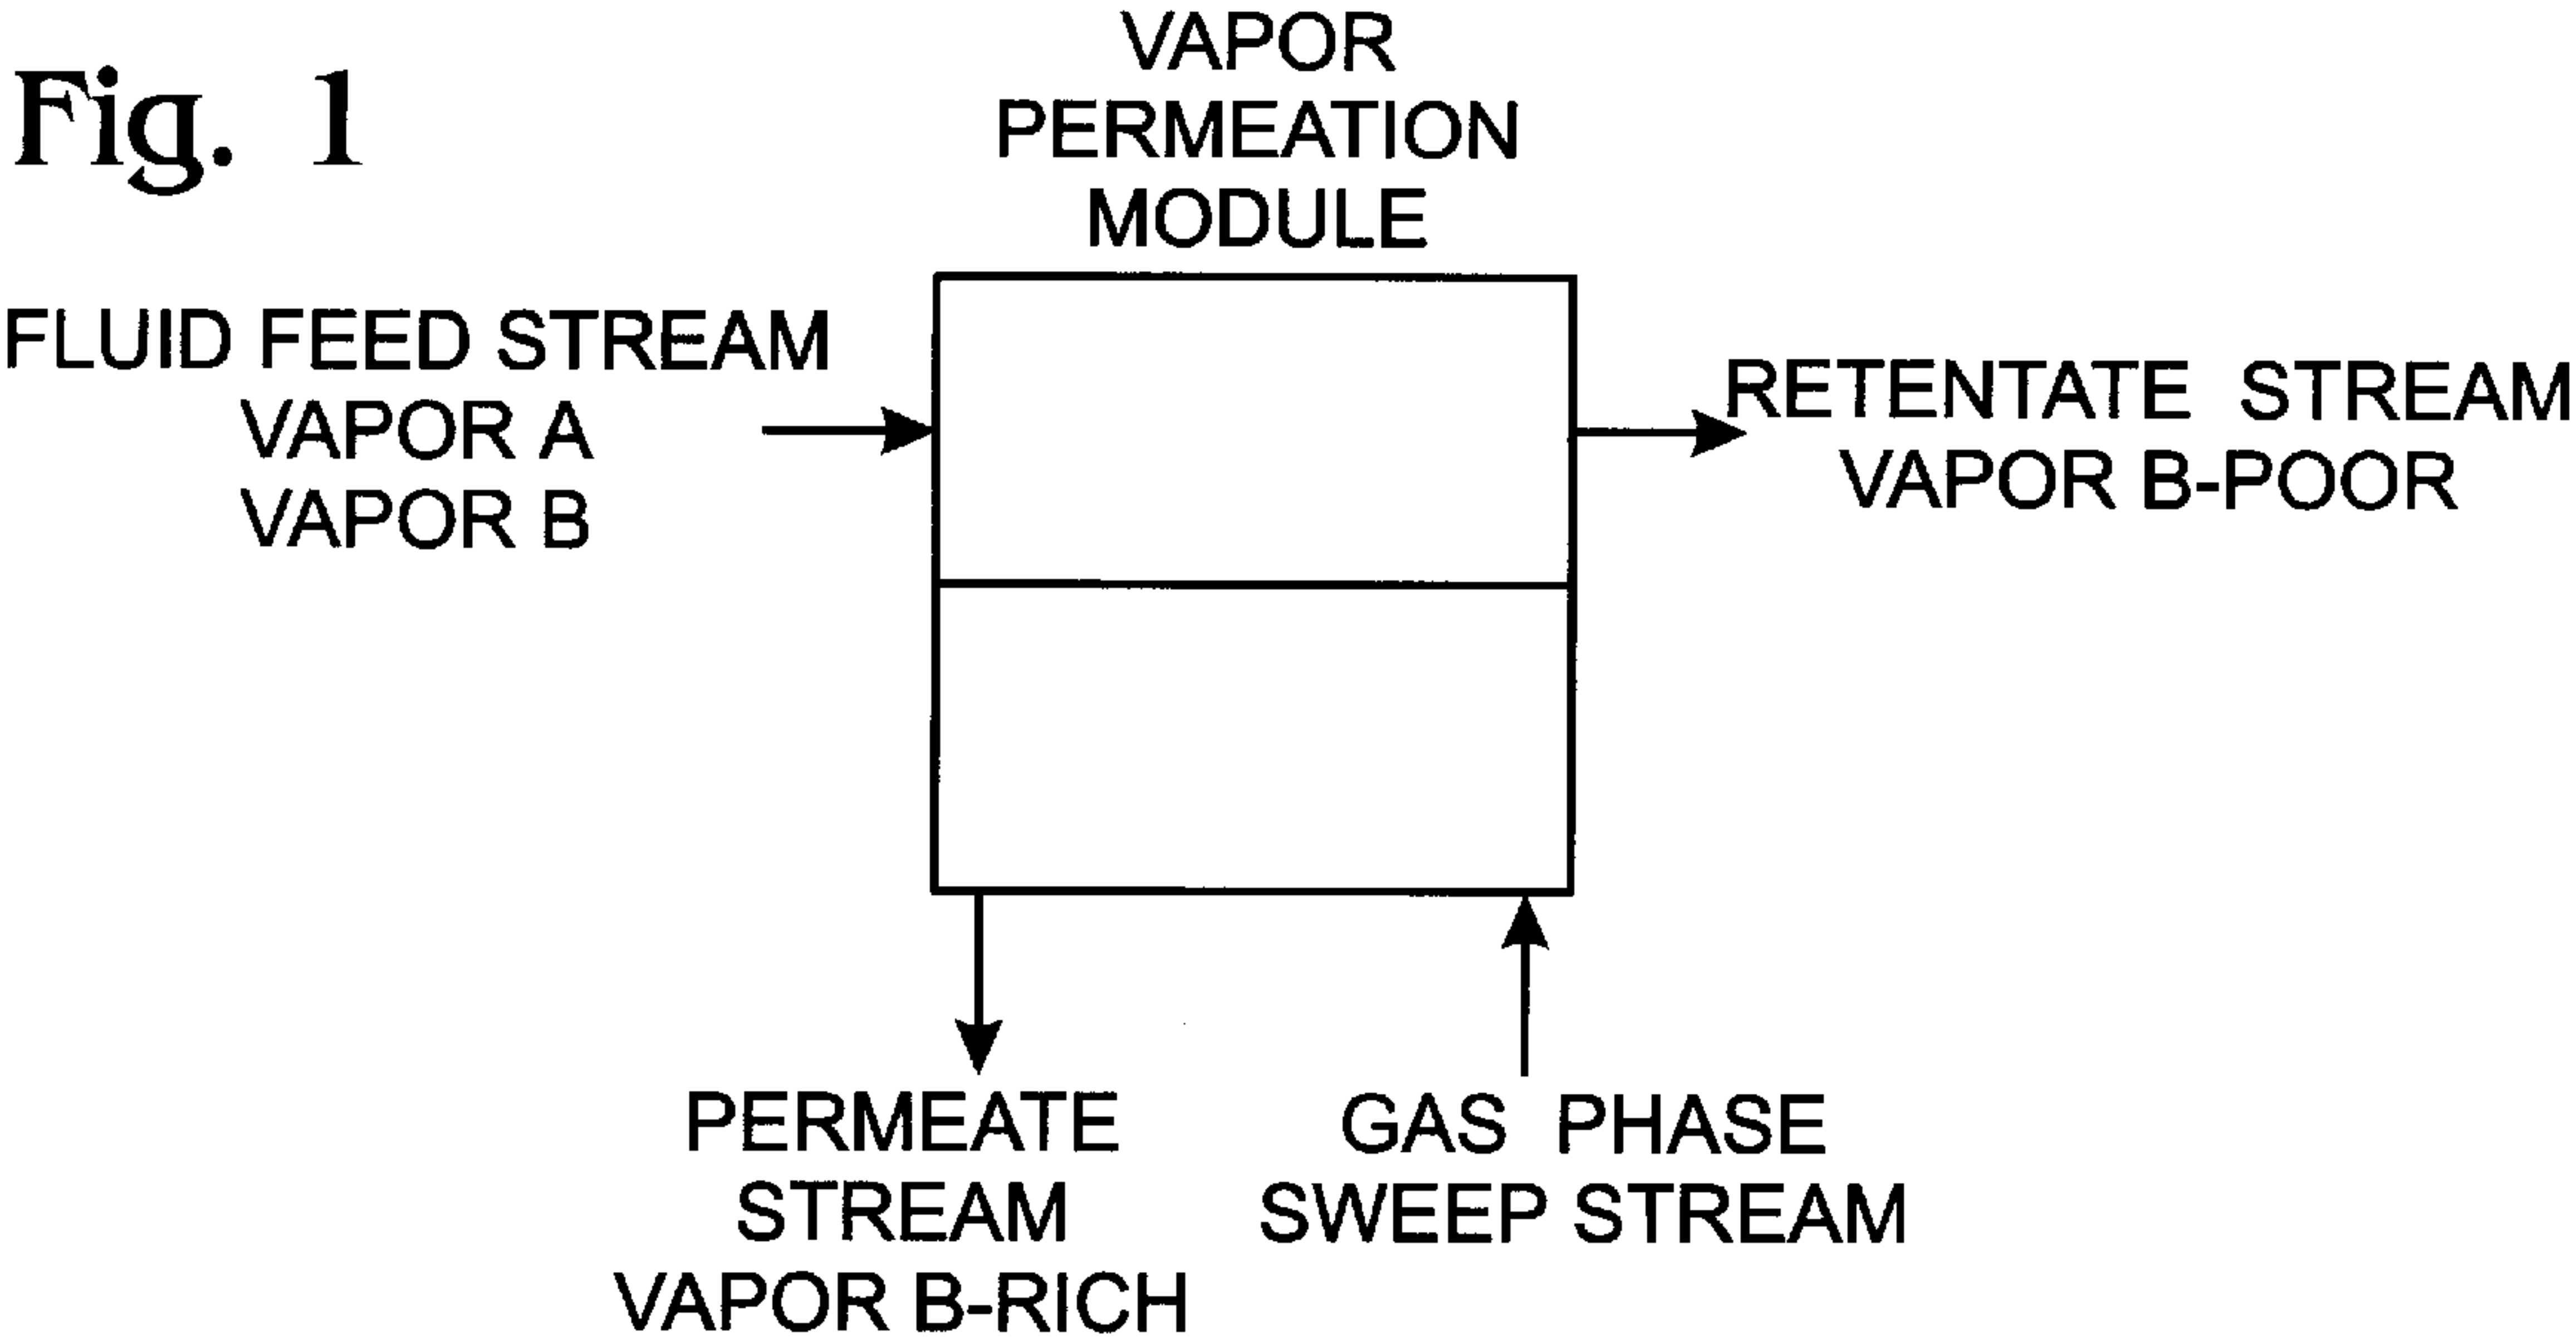 Fig. 1
VAPOR
PERMEATION
MODULE
FLUID FEED STREAM
VAPOR A
VAPOR B
RETENTATE STREAM
VAPOR B-POOR
PERMEATE
STREAM
VAPOR B-RICH
GAS PHASE
SWEEP STREAM